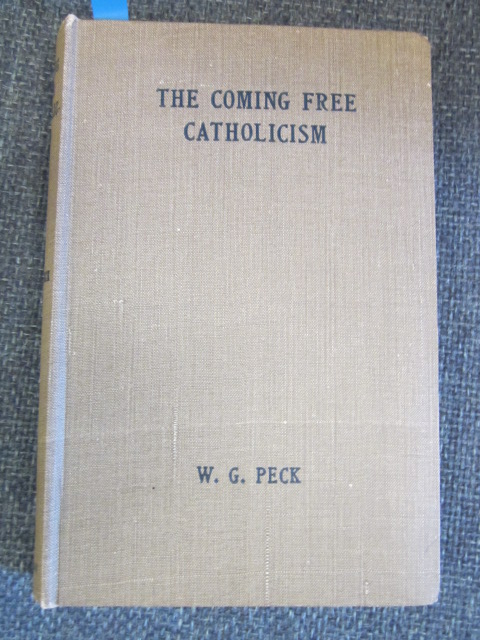 THE COMING FREE
CATHOLICISM
W. G. PECK